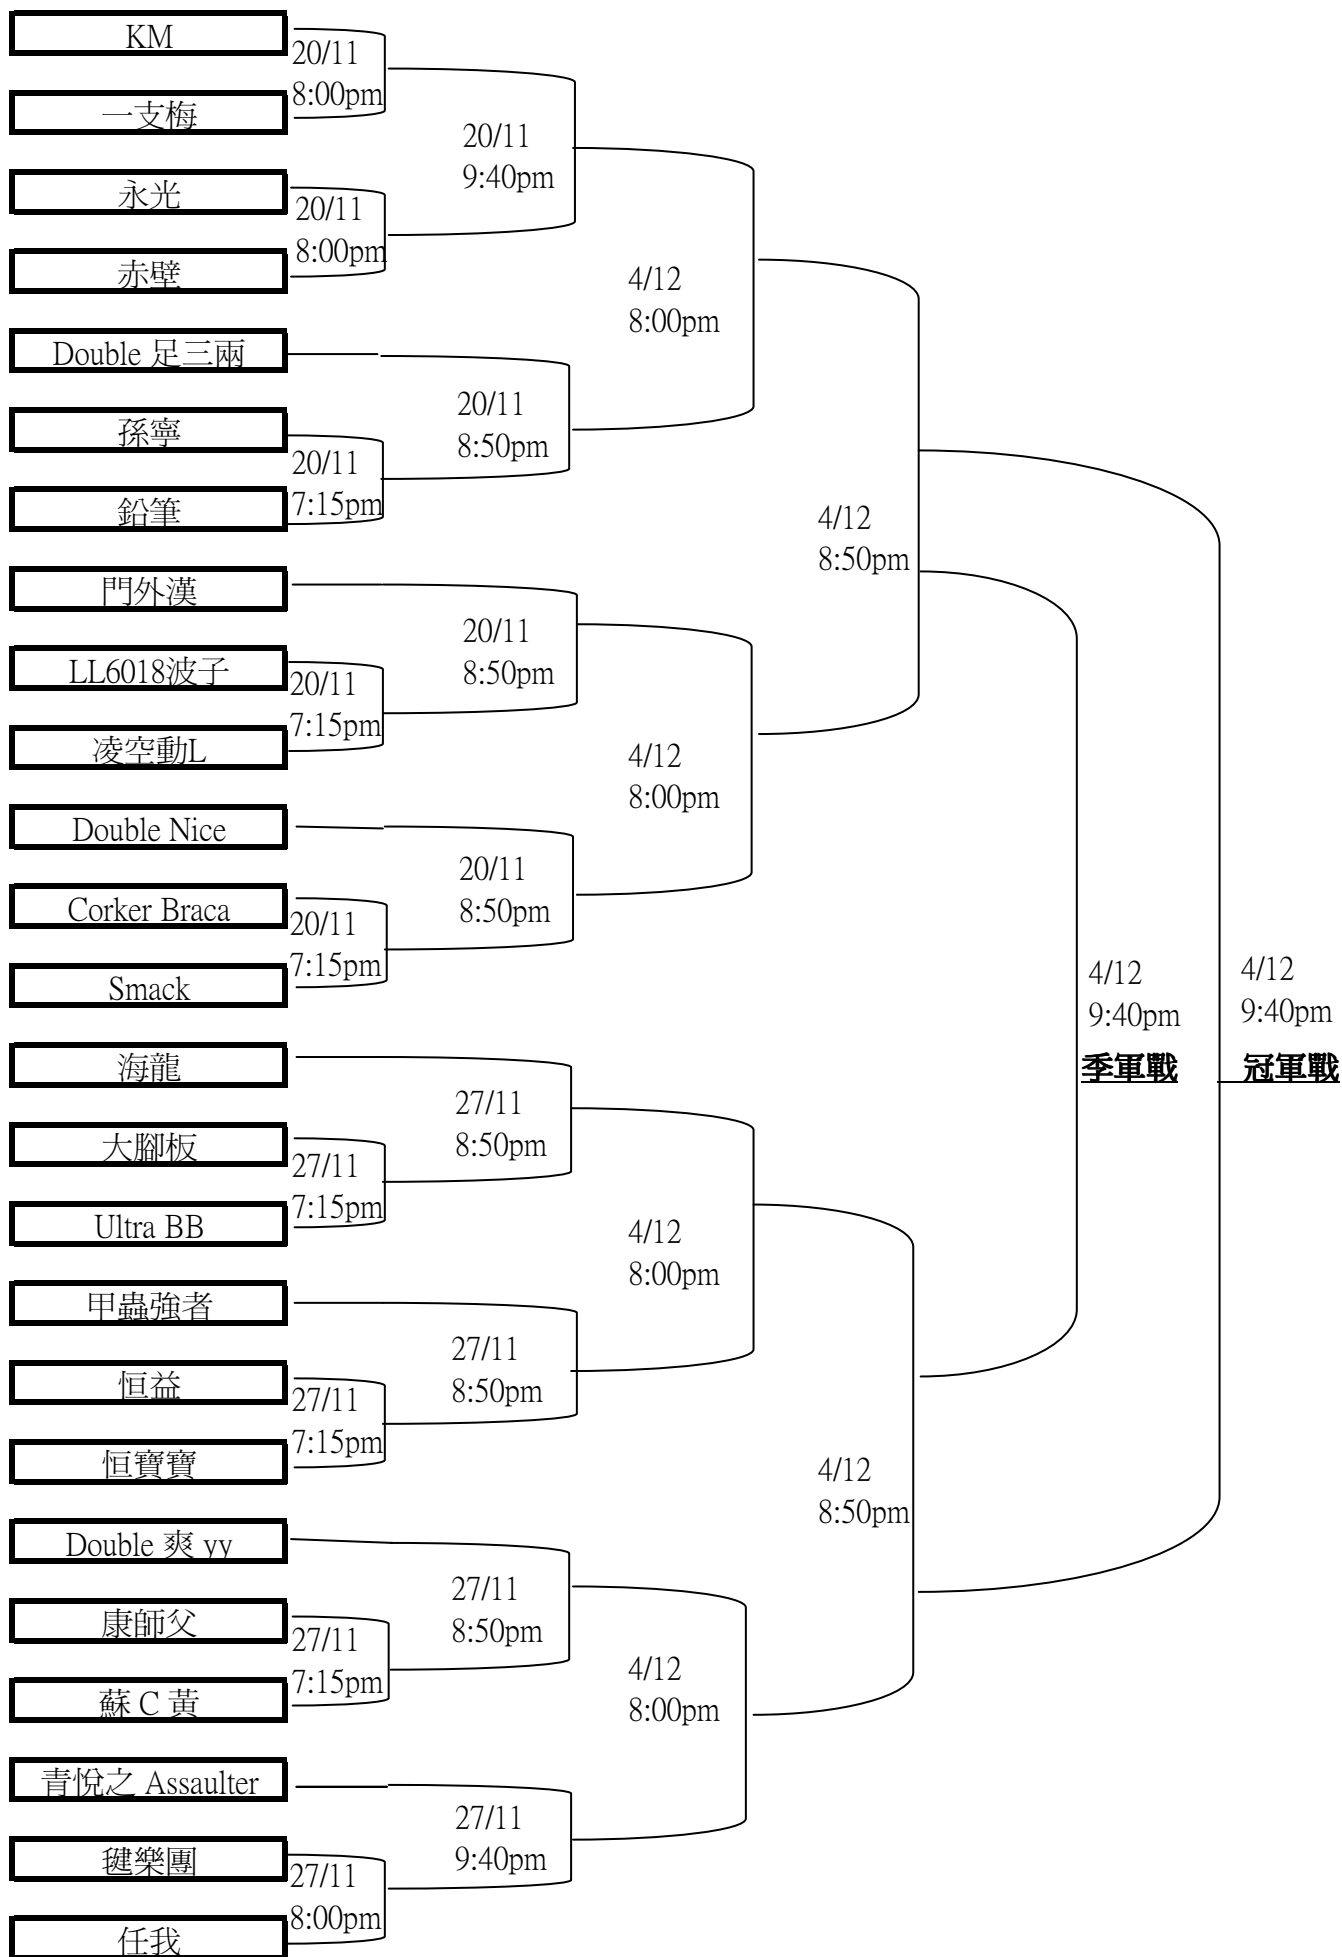 KM
20/11
8:00pm
一支梅
20/11
9:40pm
永光
20/11
8:00pm
赤壁
4/12
8:00pm
Double 足三兩
20/11
8:50pm
孫寧
20/11
7:15pm
鉛筆
4/12
8:50pm
門外漢
20/11
8:50pm
LL6018波子
20/11
7:15pm
凌空動L
4/12
8:00pm
Double Nice
20/11
8:50pm
Corker Braca
20/11
7:15pm
Smack
4/12
9:40pm
季軍戰
4/12
9:40pm
冠軍戰
海龍
27/11
8:50pm
大腳板
27/11
7:15pm
Ultra BB
4/12
8:00pm
甲蟲強者
27/11
8:50pm
恒益
27/11
7:15pm
恒寶寶
4/12
8:50pm
Double 爽 yy
27/11
8:50pm
康師父
27/11
7:15pm
蘇 C 黃
4/12
8:00pm
青悅之 Assaulter
27/11
9:40pm
毽樂團
27/11
8:00pm
任我